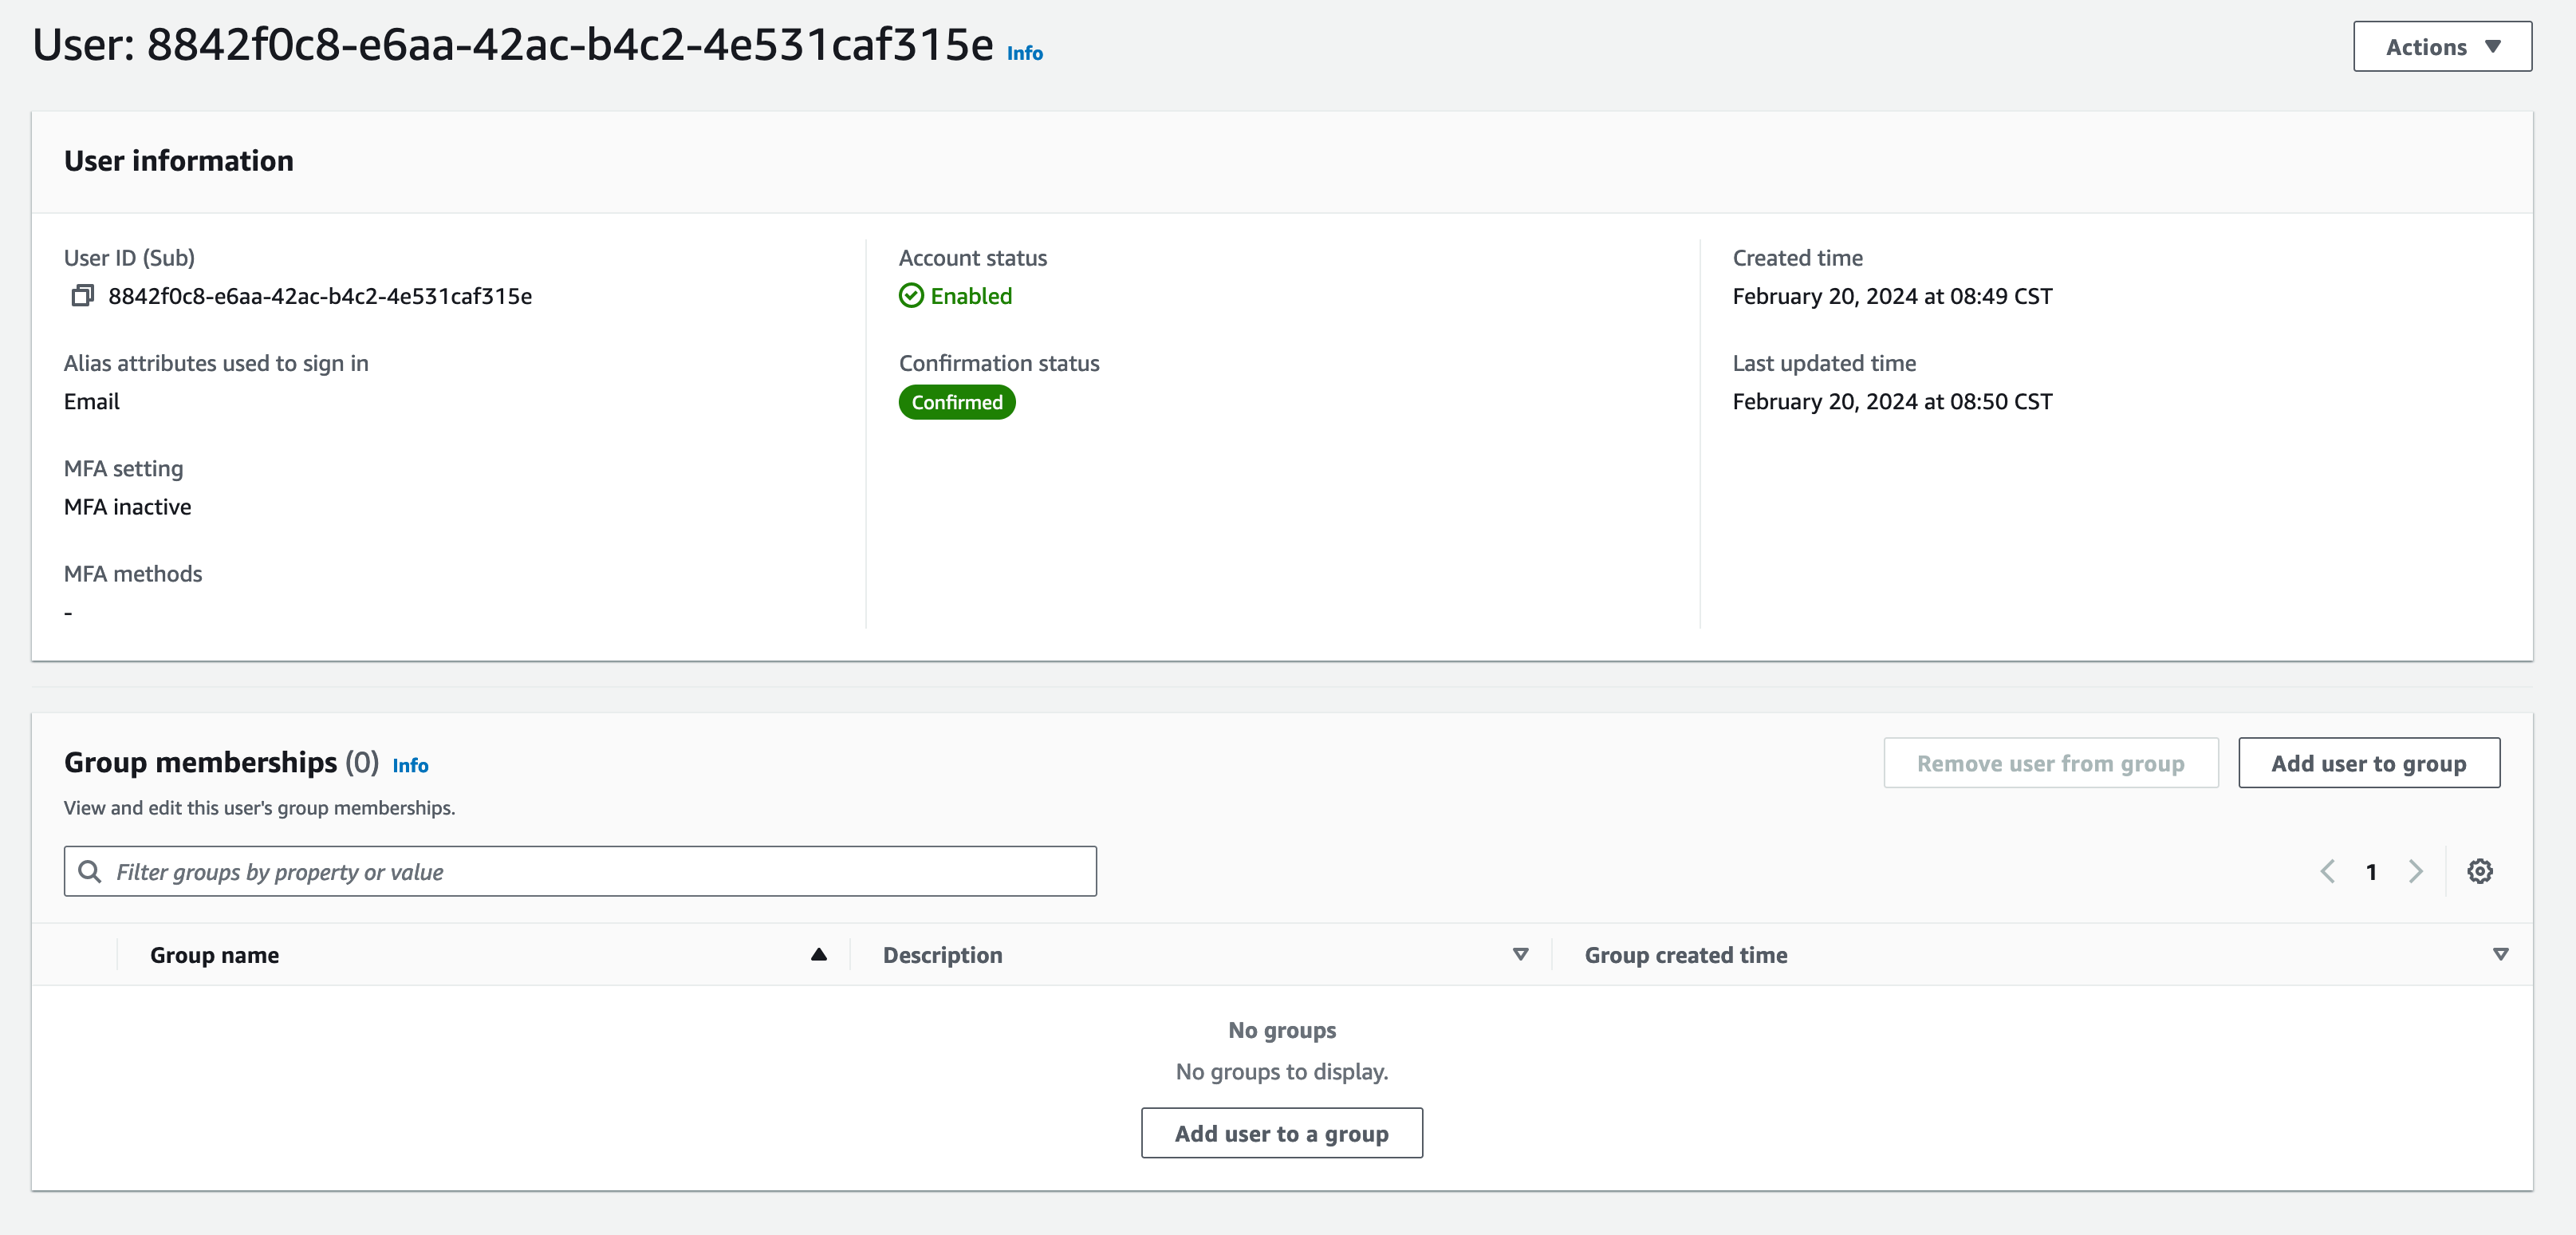 User: 8842f0c8-e6aa-42ac-b4c2-4e531caf315e Info
Actions
User information
User ID (Sub)
8842f0c8-e6aa-42ac-b4c2-4e531caf315e
Alias attributes used to sign in
Email
MFA setting
MFA inactive
MFA methods
-
Account status
Enabled
Confirmation status
Confirmed
Created time
February 20, 2024 at 08:49 CST
Last updated time
February 20, 2024 at 08:50 CST
Group memberships (0) Info
View and edit this user's group memberships.
Remove user from group
Add user to group
Filter groups by property or value
1
Group name Description Group created time
No groups
No groups to display.
Add user to a group